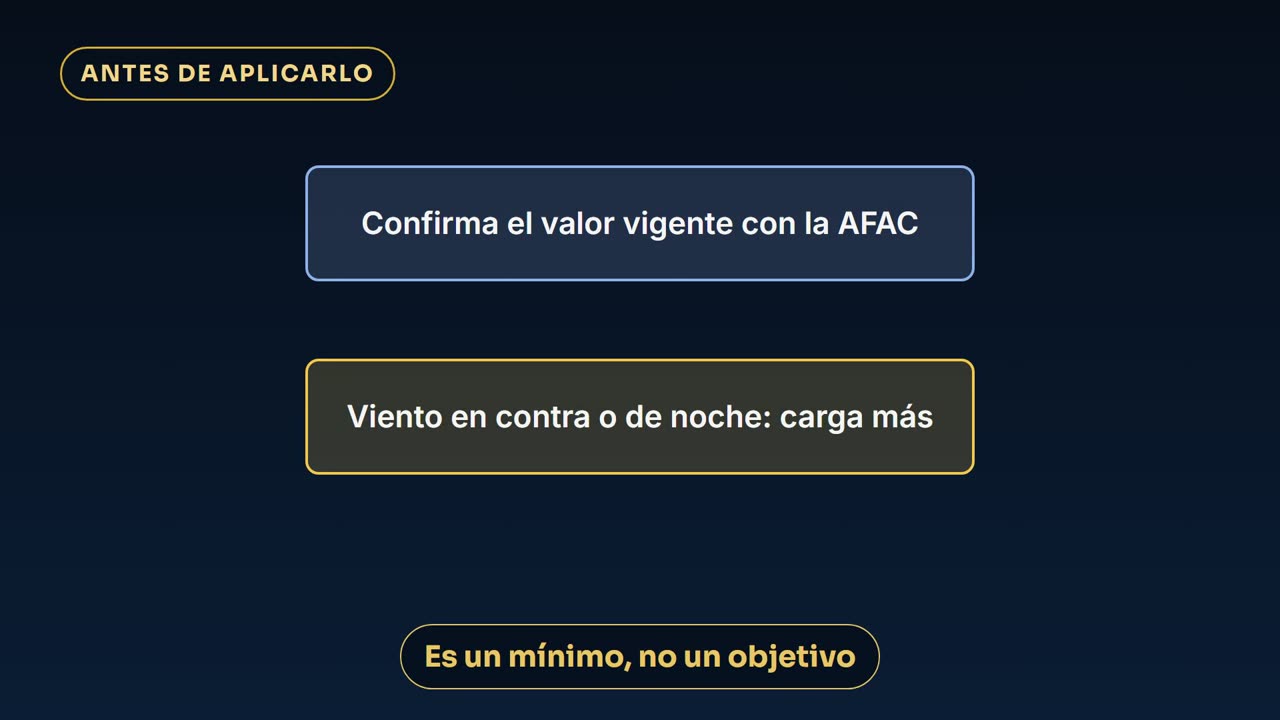 ANTES DE APLICARLO
Confirma el valor vigente con la AFAC
Viento en contra o de noche: carga más
Es un mínimo, no un objetivo